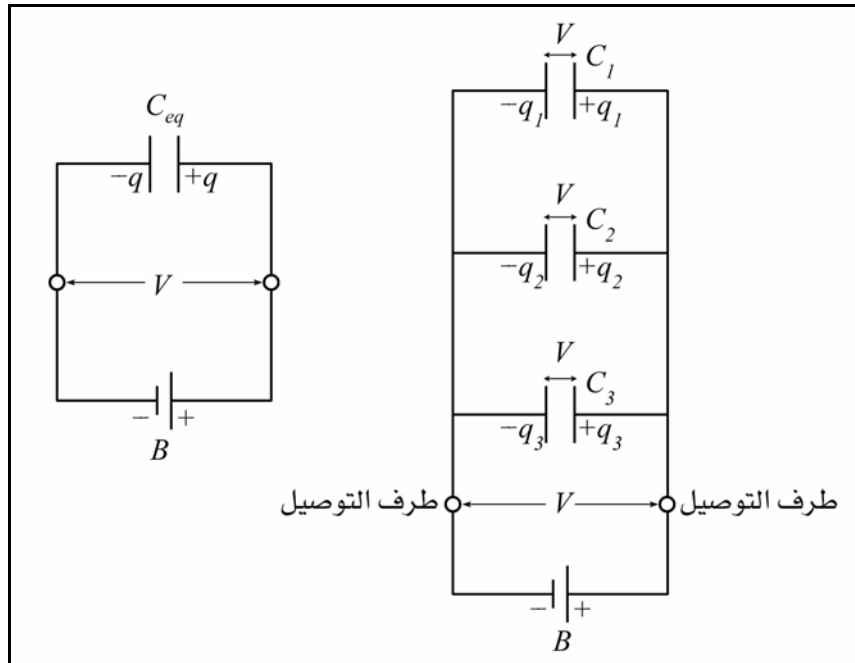 C_eq
−q +q
V
− +
B
V
C_1
−q_1 +q_1
V
C_2
−q_2 +q_2
V
C_3
−q_3 +q_3
طرف التوصيل V طرف التوصيل
− +
B